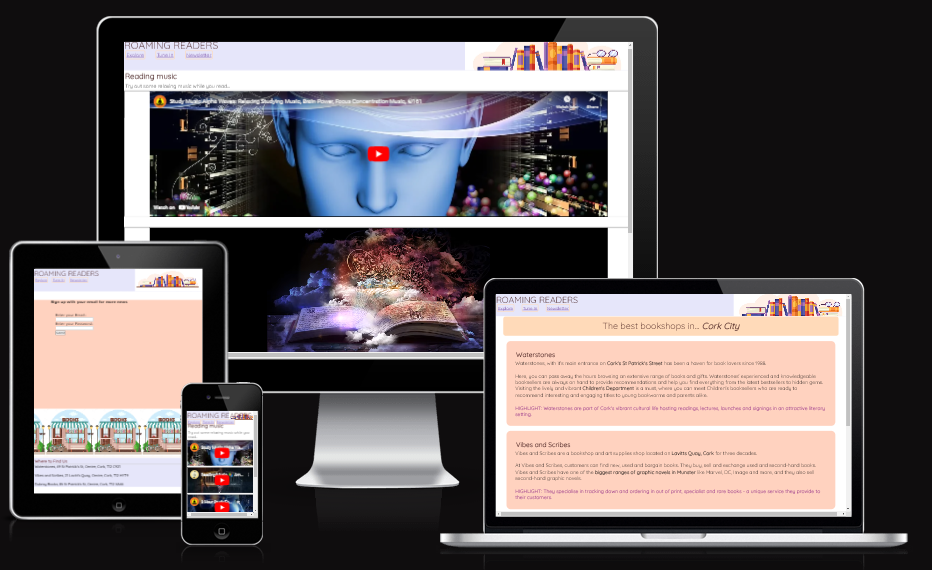 ROAMING READERS
Explore Tune In Newsletter
Reading music
Try out some relaxing music while you read...
Study Music Alpha Waves: Relaxing Studying Music, Brain Power, Focus Concentration Music
Share
Watch on YouTube
ROAMING READERS
Sign up with your email for more news
Enter your Email:
Enter your Password:
BOOKS
BOOKS
BOOKS
Where to Find Us
ROAMING READERS
Reading music
ROAMING READERS
Explore Tune In Newsletter
The best bookshops in... Cork City
Waterstones
Waterstones, with it's main entrance on Cork's St Patrick's Street has been a haven for book lovers since 1988.
Here, you can pass away the hours browsing an extensive range of books and gifts. Waterstones' experienced and knowledgeable
booksellers are always on hand to provide recommendations and help you find everything from the latest bestsellers to hidden gems.
Visiting the lively and vibrant Children's Department is a must, where you can meet Children's booksellers who are ready to
recommend interesting and engaging titles to young bookworms and parents alike.
HIGHLIGHT: Waterstones are part of Cork's vibrant cultural life hosting readings, lectures, launches and signings in an attractive literary
setting.
Vibes and Scribes
Vibes and Scribes are a bookshop and arts supplies shop located on Lavitts Quay, Cork for three decades.
At Vibes and Scribes, customers can find new, used and bargain books. They buy, sell and exchange used and second-hand books.
Vibes and Scribes have one of the biggest ranges of graphic novels in Munster like Marvel, DC, Image and more, and they also sell
second-hand graphic novels.
HIGHLIGHT: They specialise in tracking down and ordering in out of print, specialist and rare books - a unique service they provide to
their customers.